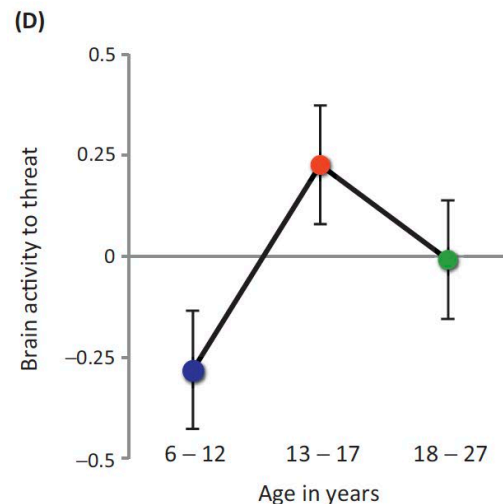 (D)
0.5
0.25
0
–0.25
–0.5
Brain activity to threat
6 – 12
13 – 17
18 – 27
Age in years